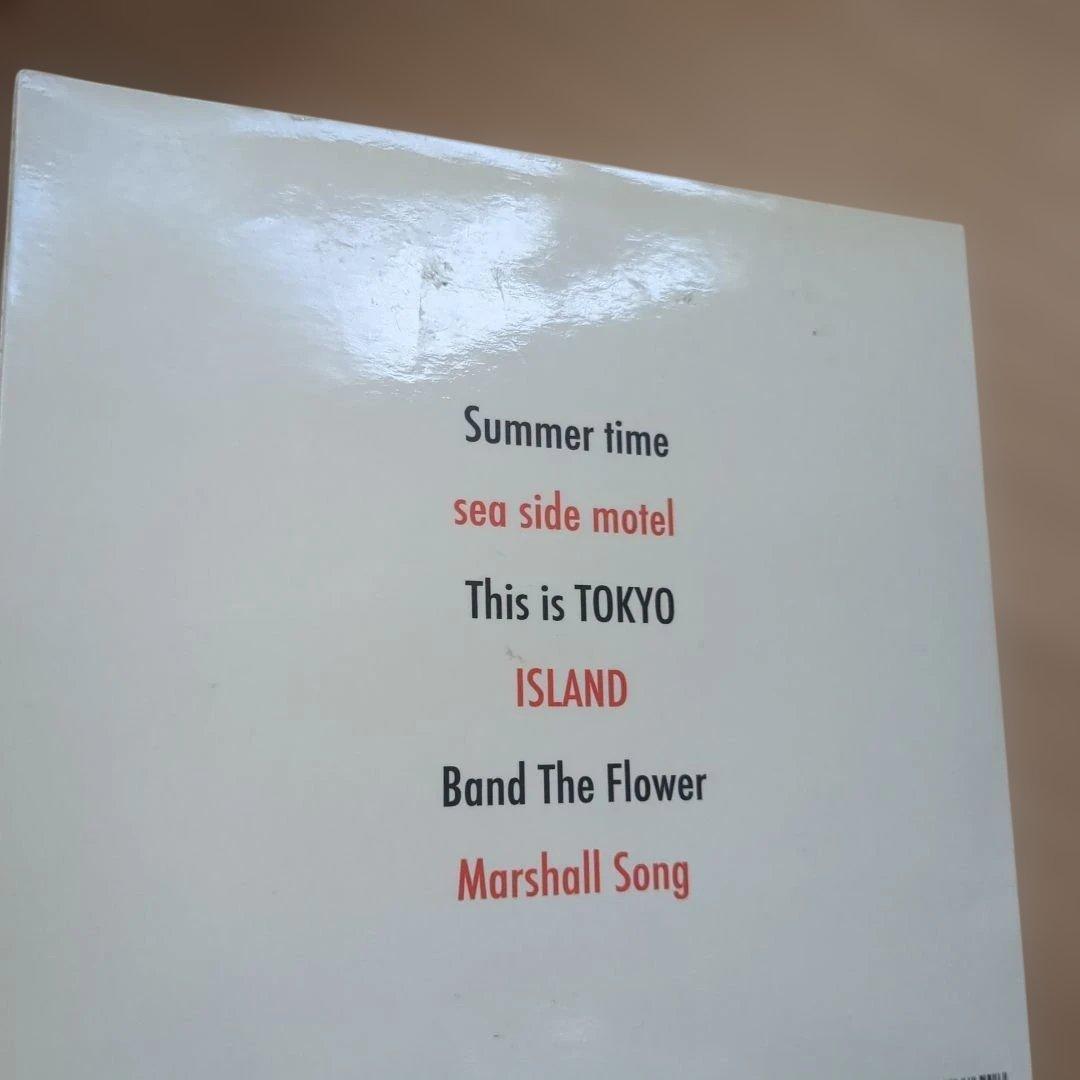 Summer time
sea side motel
This is TOKYO
ISLAND
Band The Flower
Marshall Song